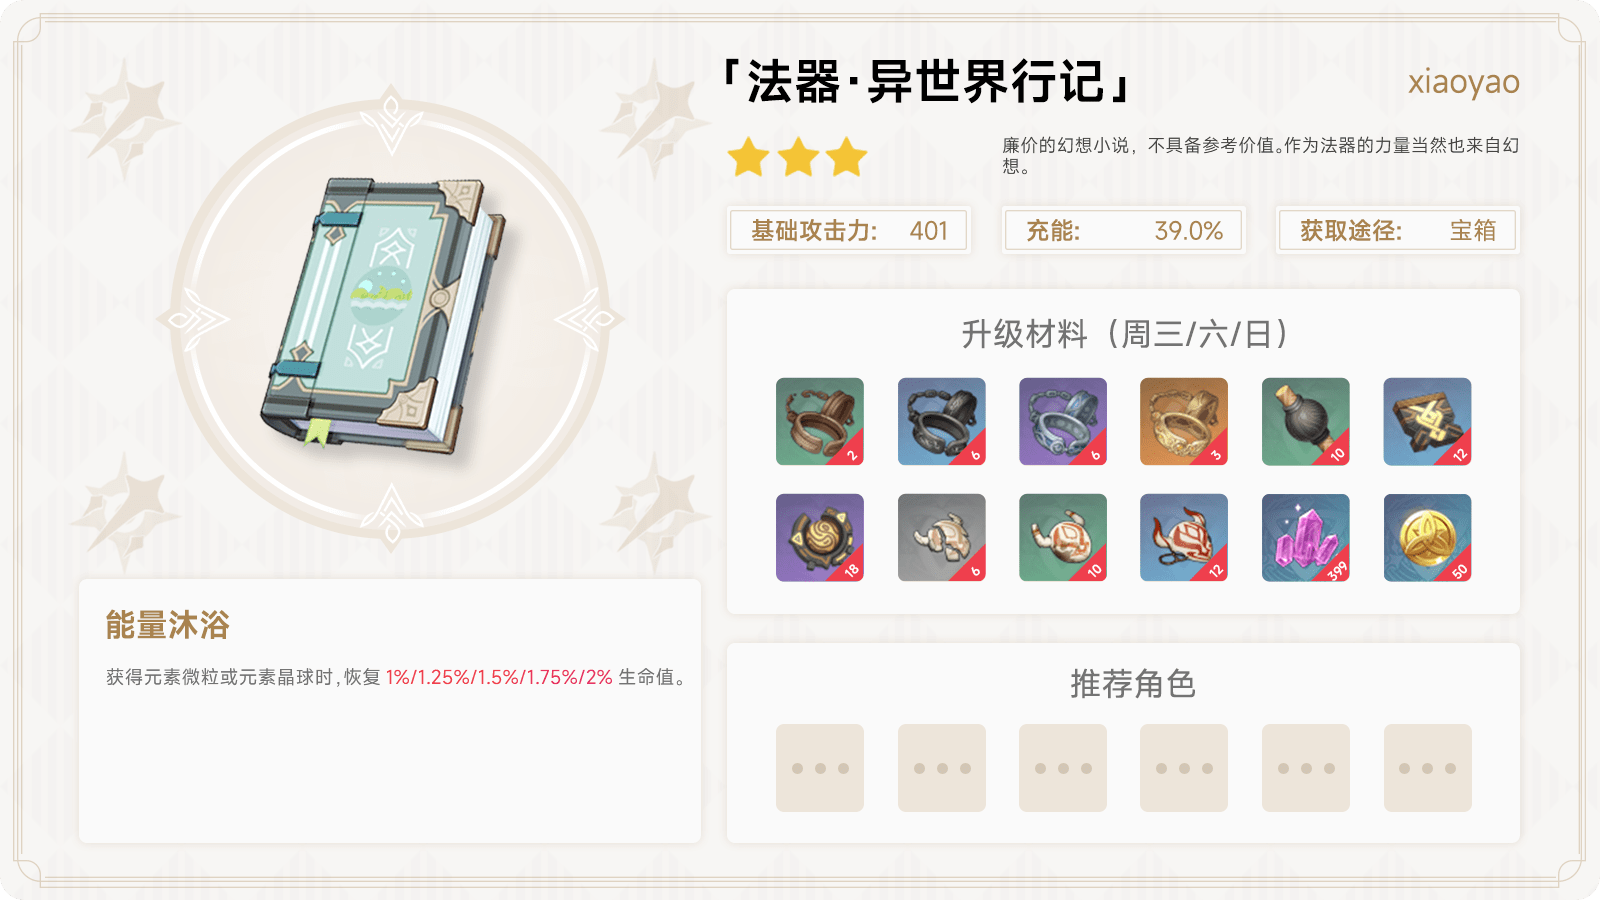 「法器·异世界行记」
xiaoyao
廉价的幻想小说，不具备参考价值。作为法器的力量当然也来自幻
想。
基础攻击力: 401
充能: 39.0%
获取途径: 宝箱
升级材料（周三/六/日）
2 6 6 3 10 12
18 6 10 12 399 50
能量沐浴
获得元素微粒或元素晶球时,恢复 1%/1.25%/1.5%/1.75%/2% 生命值。
推荐角色